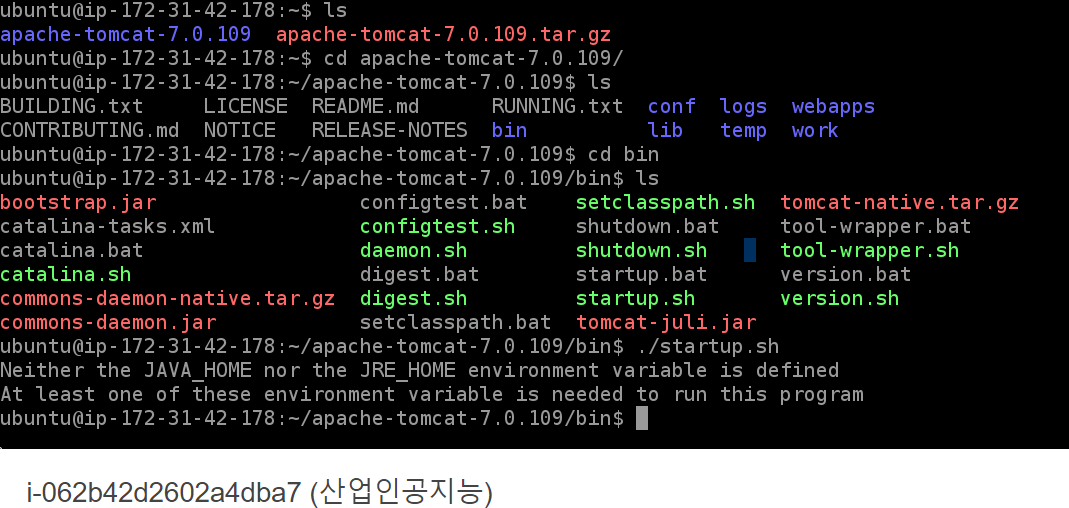 ubuntu@ip-172-31-42-178:~$ ls
apache-tomcat-7.0.109  apache-tomcat-7.0.109.tar.gz
ubuntu@ip-172-31-42-178:~$ cd apache-tomcat-7.0.109/
ubuntu@ip-172-31-42-178:~/apache-tomcat-7.0.109$ ls
BUILDING.txt     LICENSE  README.md      RUNNING.txt  conf  logs  webapps
CONTRIBUTING.md  NOTICE   RELEASE-NOTES  bin          lib   temp  work
ubuntu@ip-172-31-42-178:~/apache-tomcat-7.0.109$ cd bin
ubuntu@ip-172-31-42-178:~/apache-tomcat-7.0.109/bin$ ls
bootstrap.jar                 configtest.bat    setclasspath.sh  tomcat-native.tar.gz
catalina-tasks.xml            configtest.sh     shutdown.bat     tool-wrapper.bat
catalina.bat                  daemon.sh         shutdown.sh      tool-wrapper.sh
catalina.sh                   digest.bat        startup.bat      version.bat
commons-daemon-native.tar.gz  digest.sh         startup.sh       version.sh
commons-daemon.jar            setclasspath.bat  tomcat-juli.jar
ubuntu@ip-172-31-42-178:~/apache-tomcat-7.0.109/bin$ ./startup.sh
Neither the JAVA_HOME nor the JRE_HOME environment variable is defined
At least one of these environment variable is needed to run this program
ubuntu@ip-172-31-42-178:~/apache-tomcat-7.0.109/bin$
i-062b42d2602a4dba7 (산업인공지능)